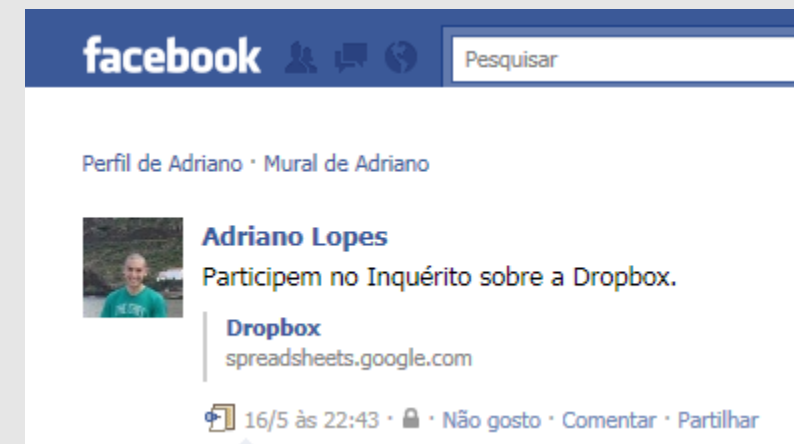 facebook Pesquisar
Perfil de Adriano · Mural de Adriano
Adriano Lopes
Participem no Inquérito sobre a Dropbox.
Dropbox
spreadsheets.google.com
16/5 às 22:43 · Não gosto · Comentar · Partilhar